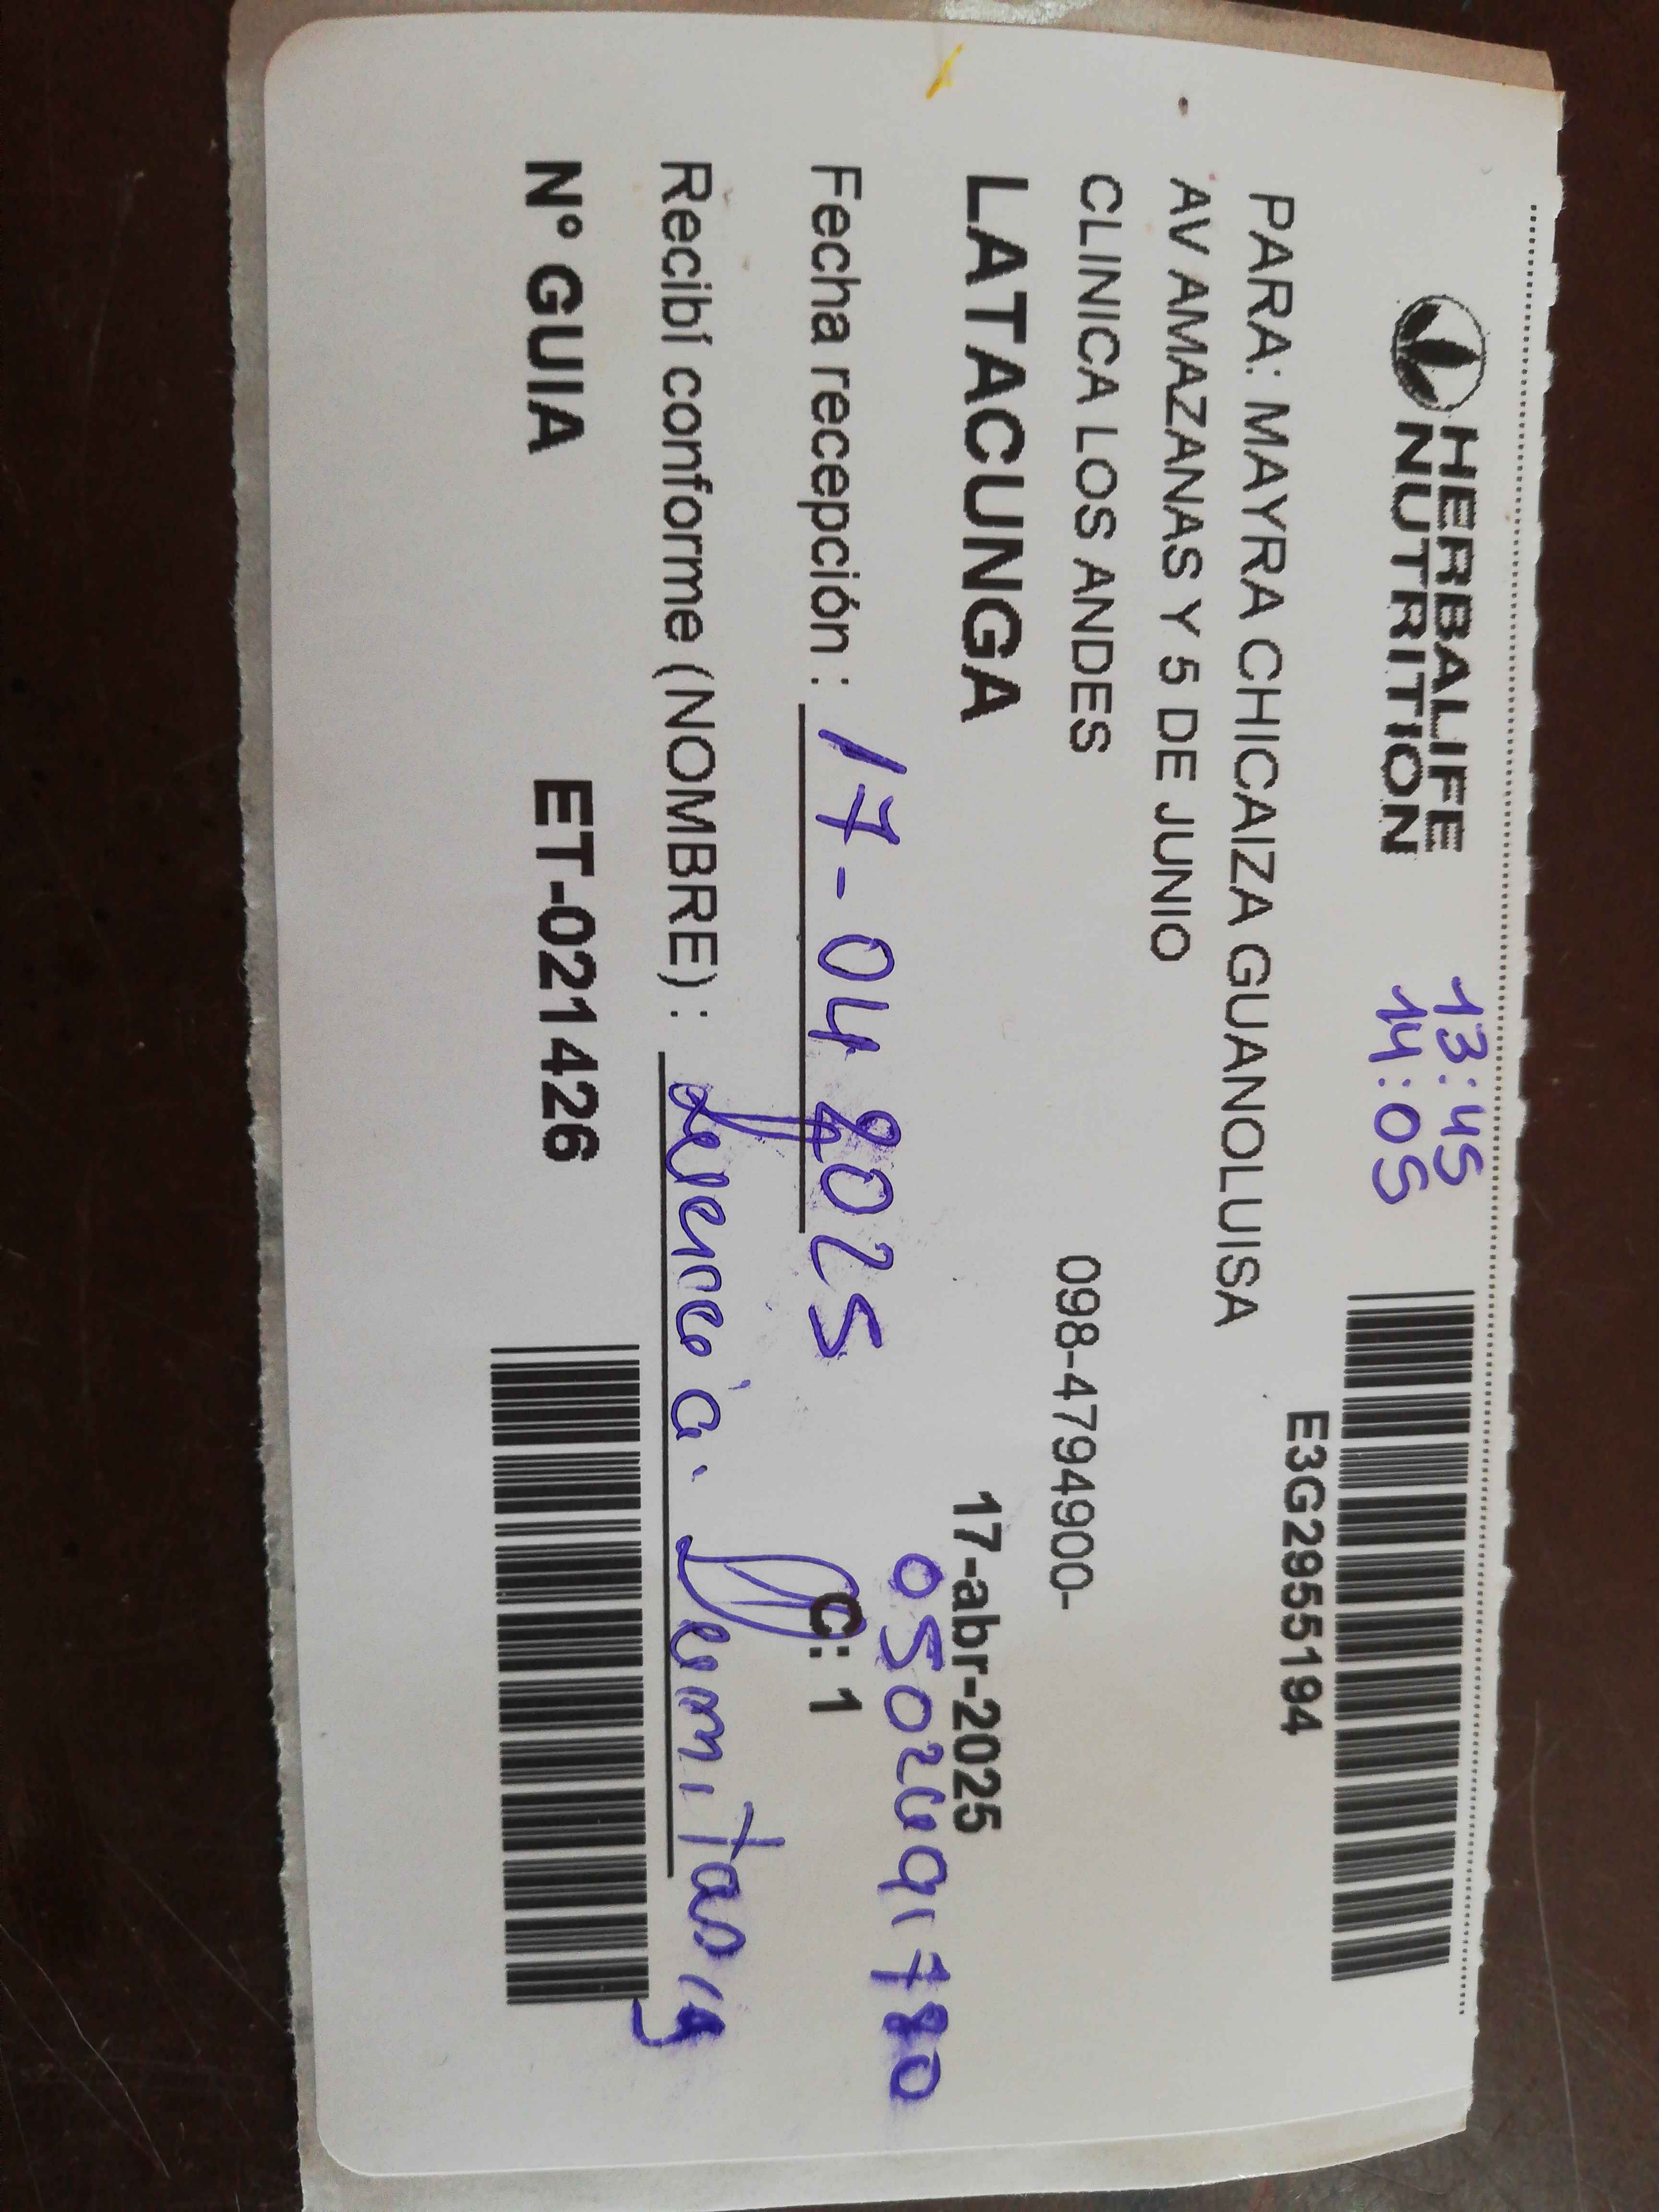 HERBALIFE
NUTRITION
13:45
14:05
E3G2955194
PARA: MAYRA CHICAIZA GUANOLUISA
AV AMAZANAS Y 5 DE JUNIO
CLINICA LOS ANDES 098-4794900-
LATACUNGA 17-abr-2025
Fecha recepción : 17-04 2025
C: 1
Recibí conforme (NOMBRE) :
Nº GUIA ET-021426